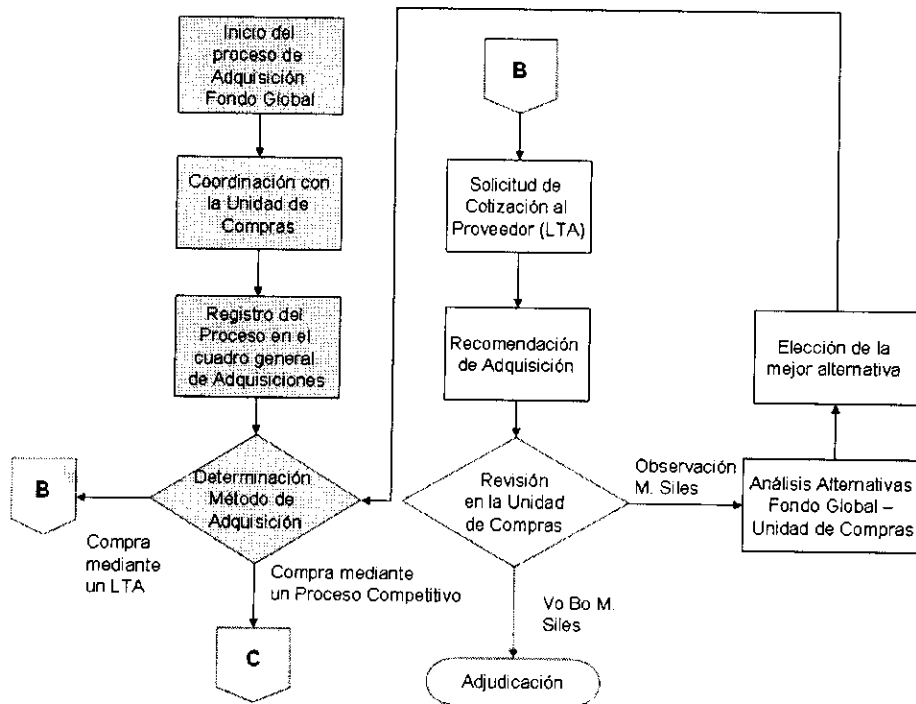 Inicio del
proceso de
Adquisición
Fondo Global
Coordinación con
la Unidad de
Compras
Registro del
Proceso en el
cuadro general
de Adquisiciones
Determinación
Método de
Adquisición
B
Compra
mediante
un LTA
Compra mediante
un Proceso Competitivo
C
B
Solicitud de
Cotización al
Proveedor (LTA)
Recomendación
de Adquisición
Revisión
en la Unidad
de Compras
Observación
M. Siles
Vo Bo M.
Siles
Adjudicación
Análisis Alternativas
Fondo Global –
Unidad de Compras
Elección de la
mejor alternativa